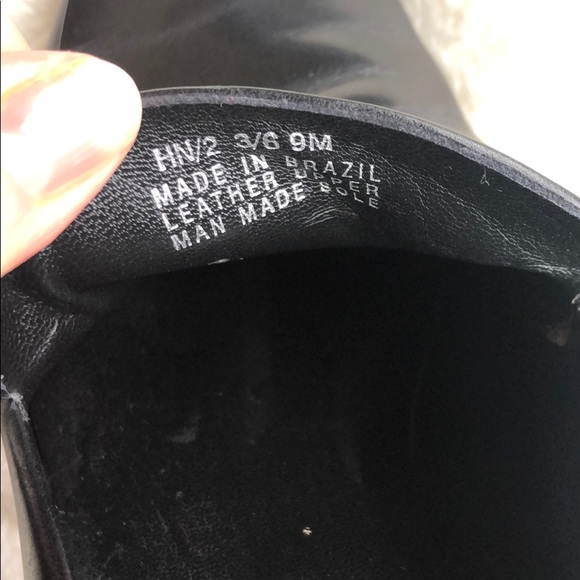 HN/2 3/6 9M
MADE IN BRAZIL
LEATHER UPPER
MAN MADE SOLE